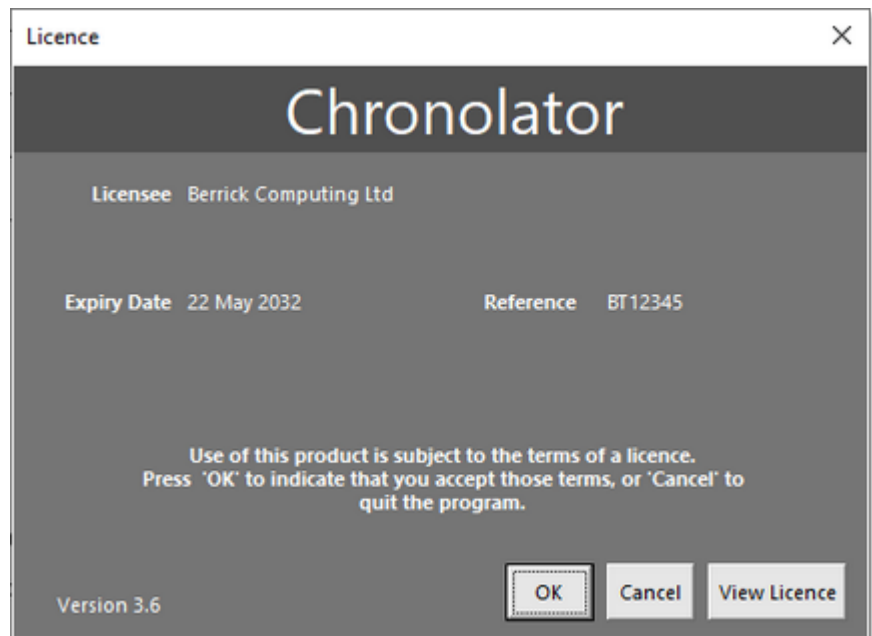 Licence
Chronolator
Licensee Berrick Computing Ltd
Expiry Date 22 May 2032 Reference BT12345
Use of this product is subject to the terms of a licence.
Press 'OK' to indicate that you accept those terms, or 'Cancel' to
quit the program.
OK Cancel View Licence
Version 3.6